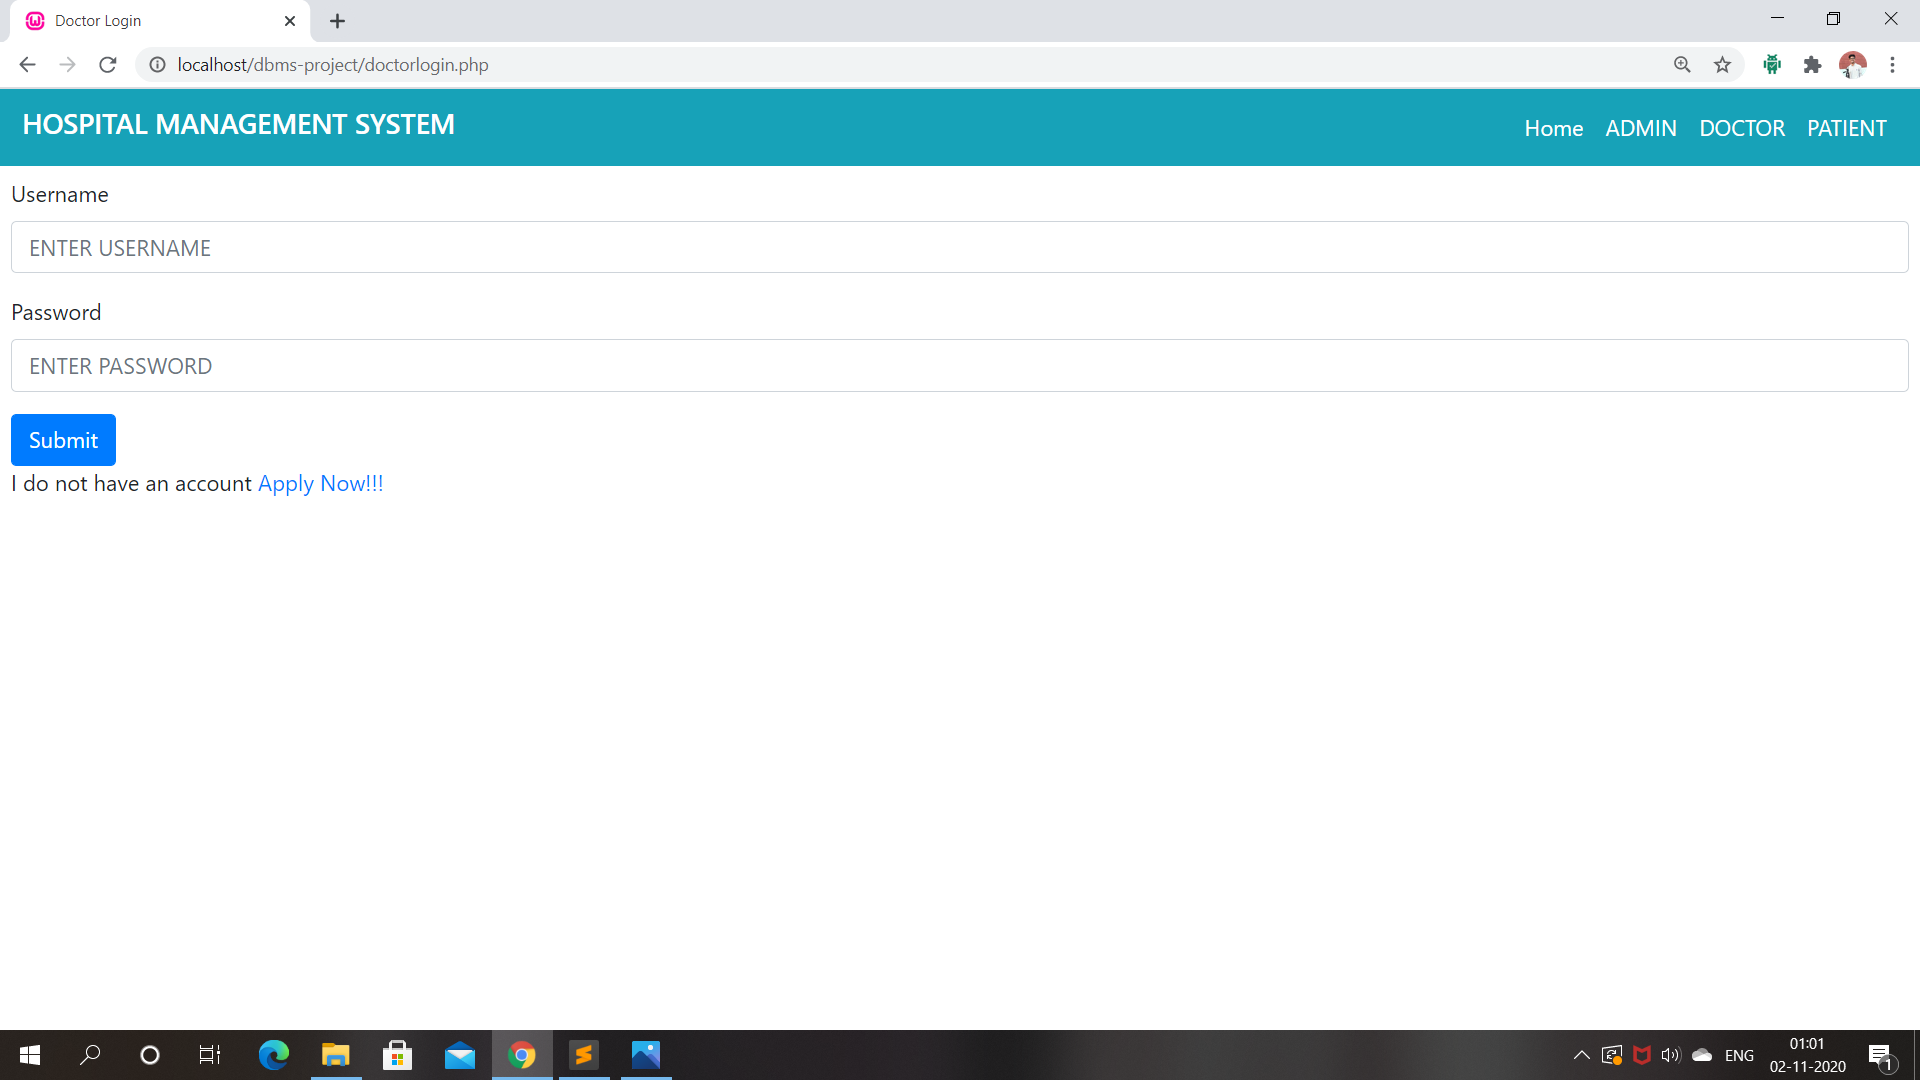 Doctor Login
localhost/dbms-project/doctorlogin.php
HOSPITAL MANAGEMENT SYSTEM
Home ADMIN DOCTOR PATIENT
Username
ENTER USERNAME
Password
ENTER PASSWORD
Submit
I do not have an account Apply Now!!!
ENG
01:01
02-11-2020
1